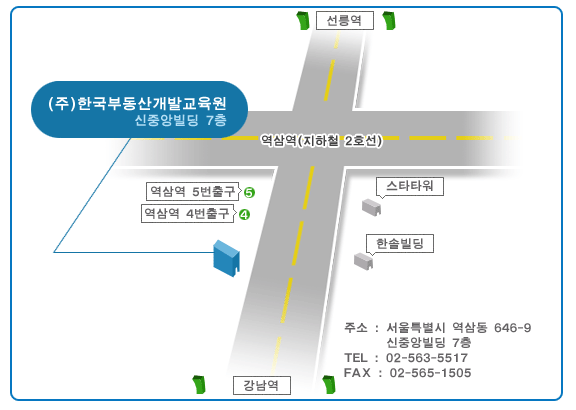 선릉역
(주)한국부동산개발교육원
신중앙빌딩 7층
역삼역(지하철 2호선)
역삼역 5번출구 5
스타타워
역삼역 4번출구 4
한솔빌딩
주소 : 서울특별시 역삼동 646-9
신중앙빌딩 7층
TEL : 02-563-5517
FAX : 02-565-1505
강남역